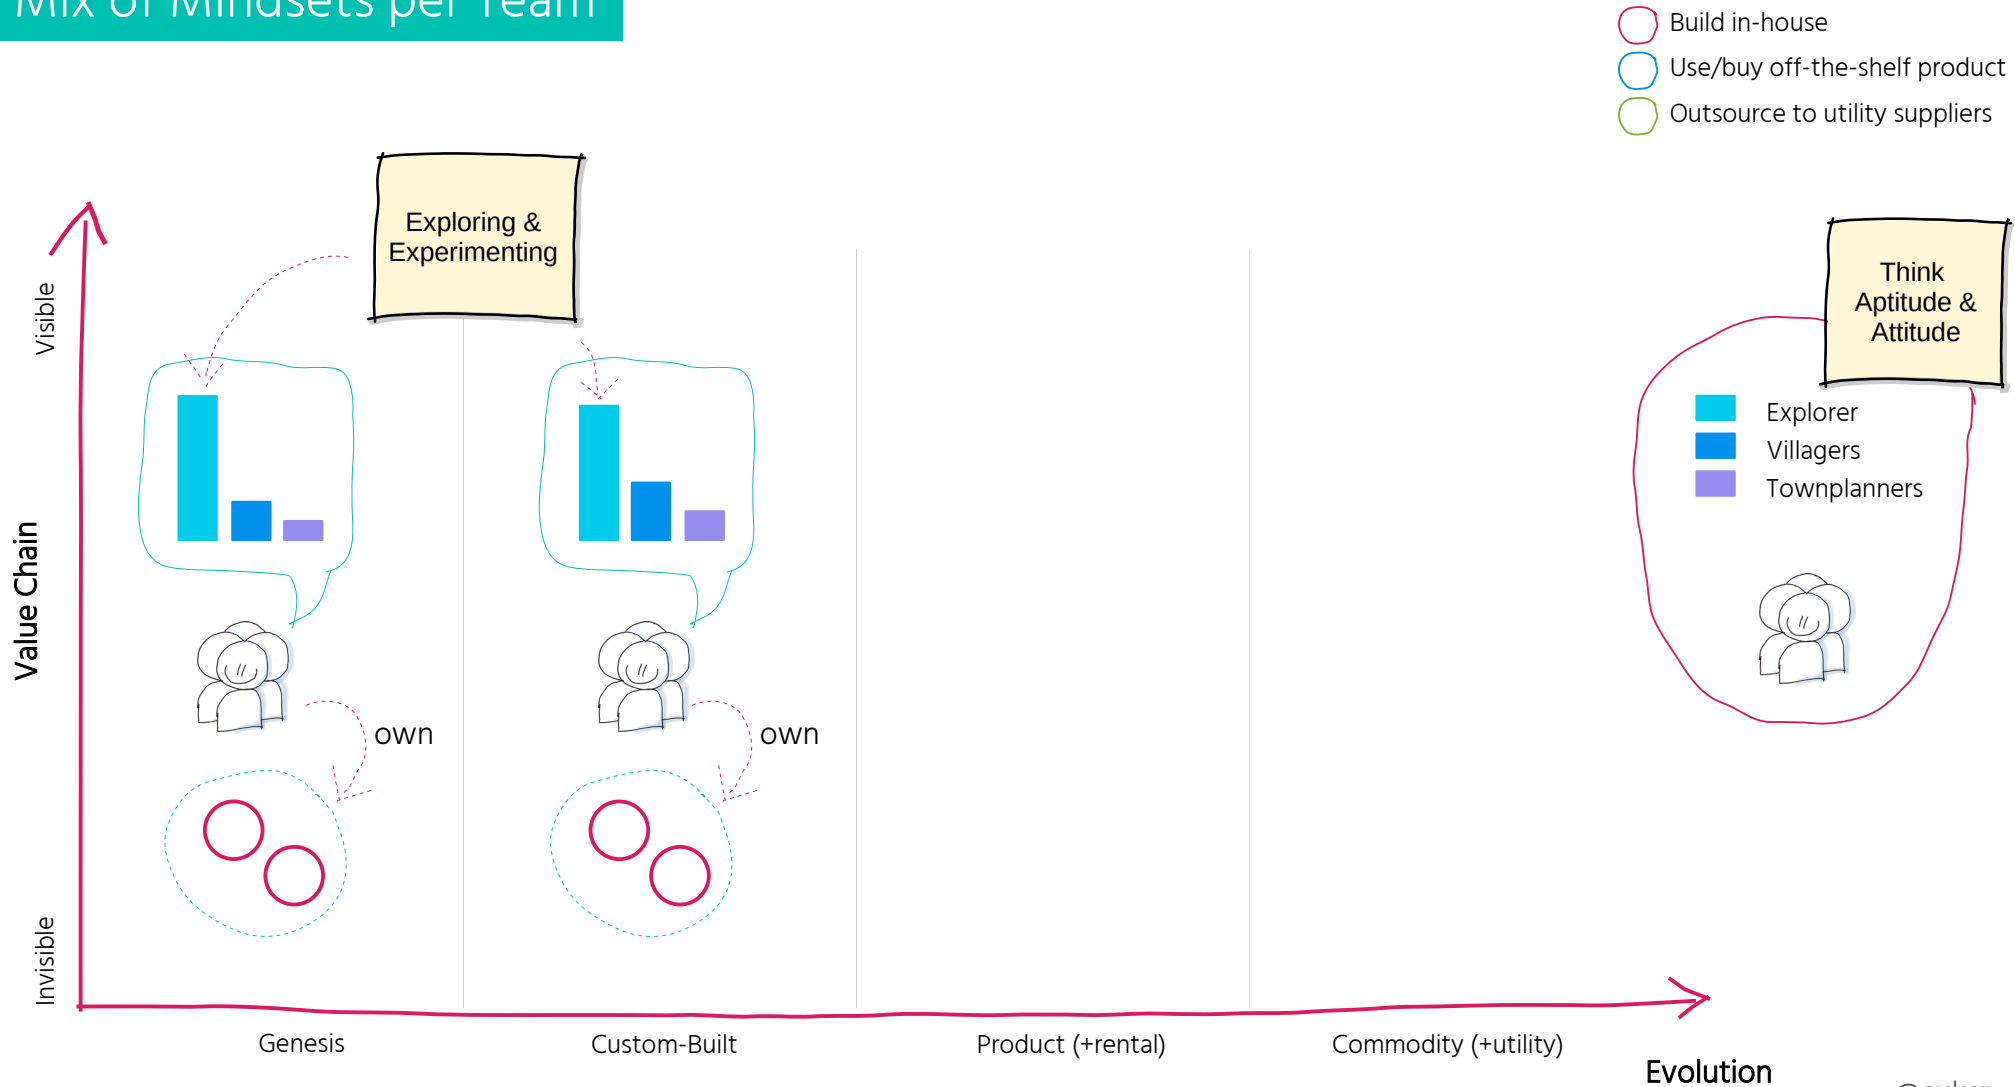 Mix of Mindsets per Team
Build in-house
Use/buy off-the-shelf product
Outsource to utility suppliers
Exploring &
Experimenting
Think
Aptitude &
Attitude
Visible
Explorer
Villagers
Townplanners
Value Chain
own
own
Invisible
Genesis
Custom-Built
Product (+rental)
Commodity (+utility)
Evolution